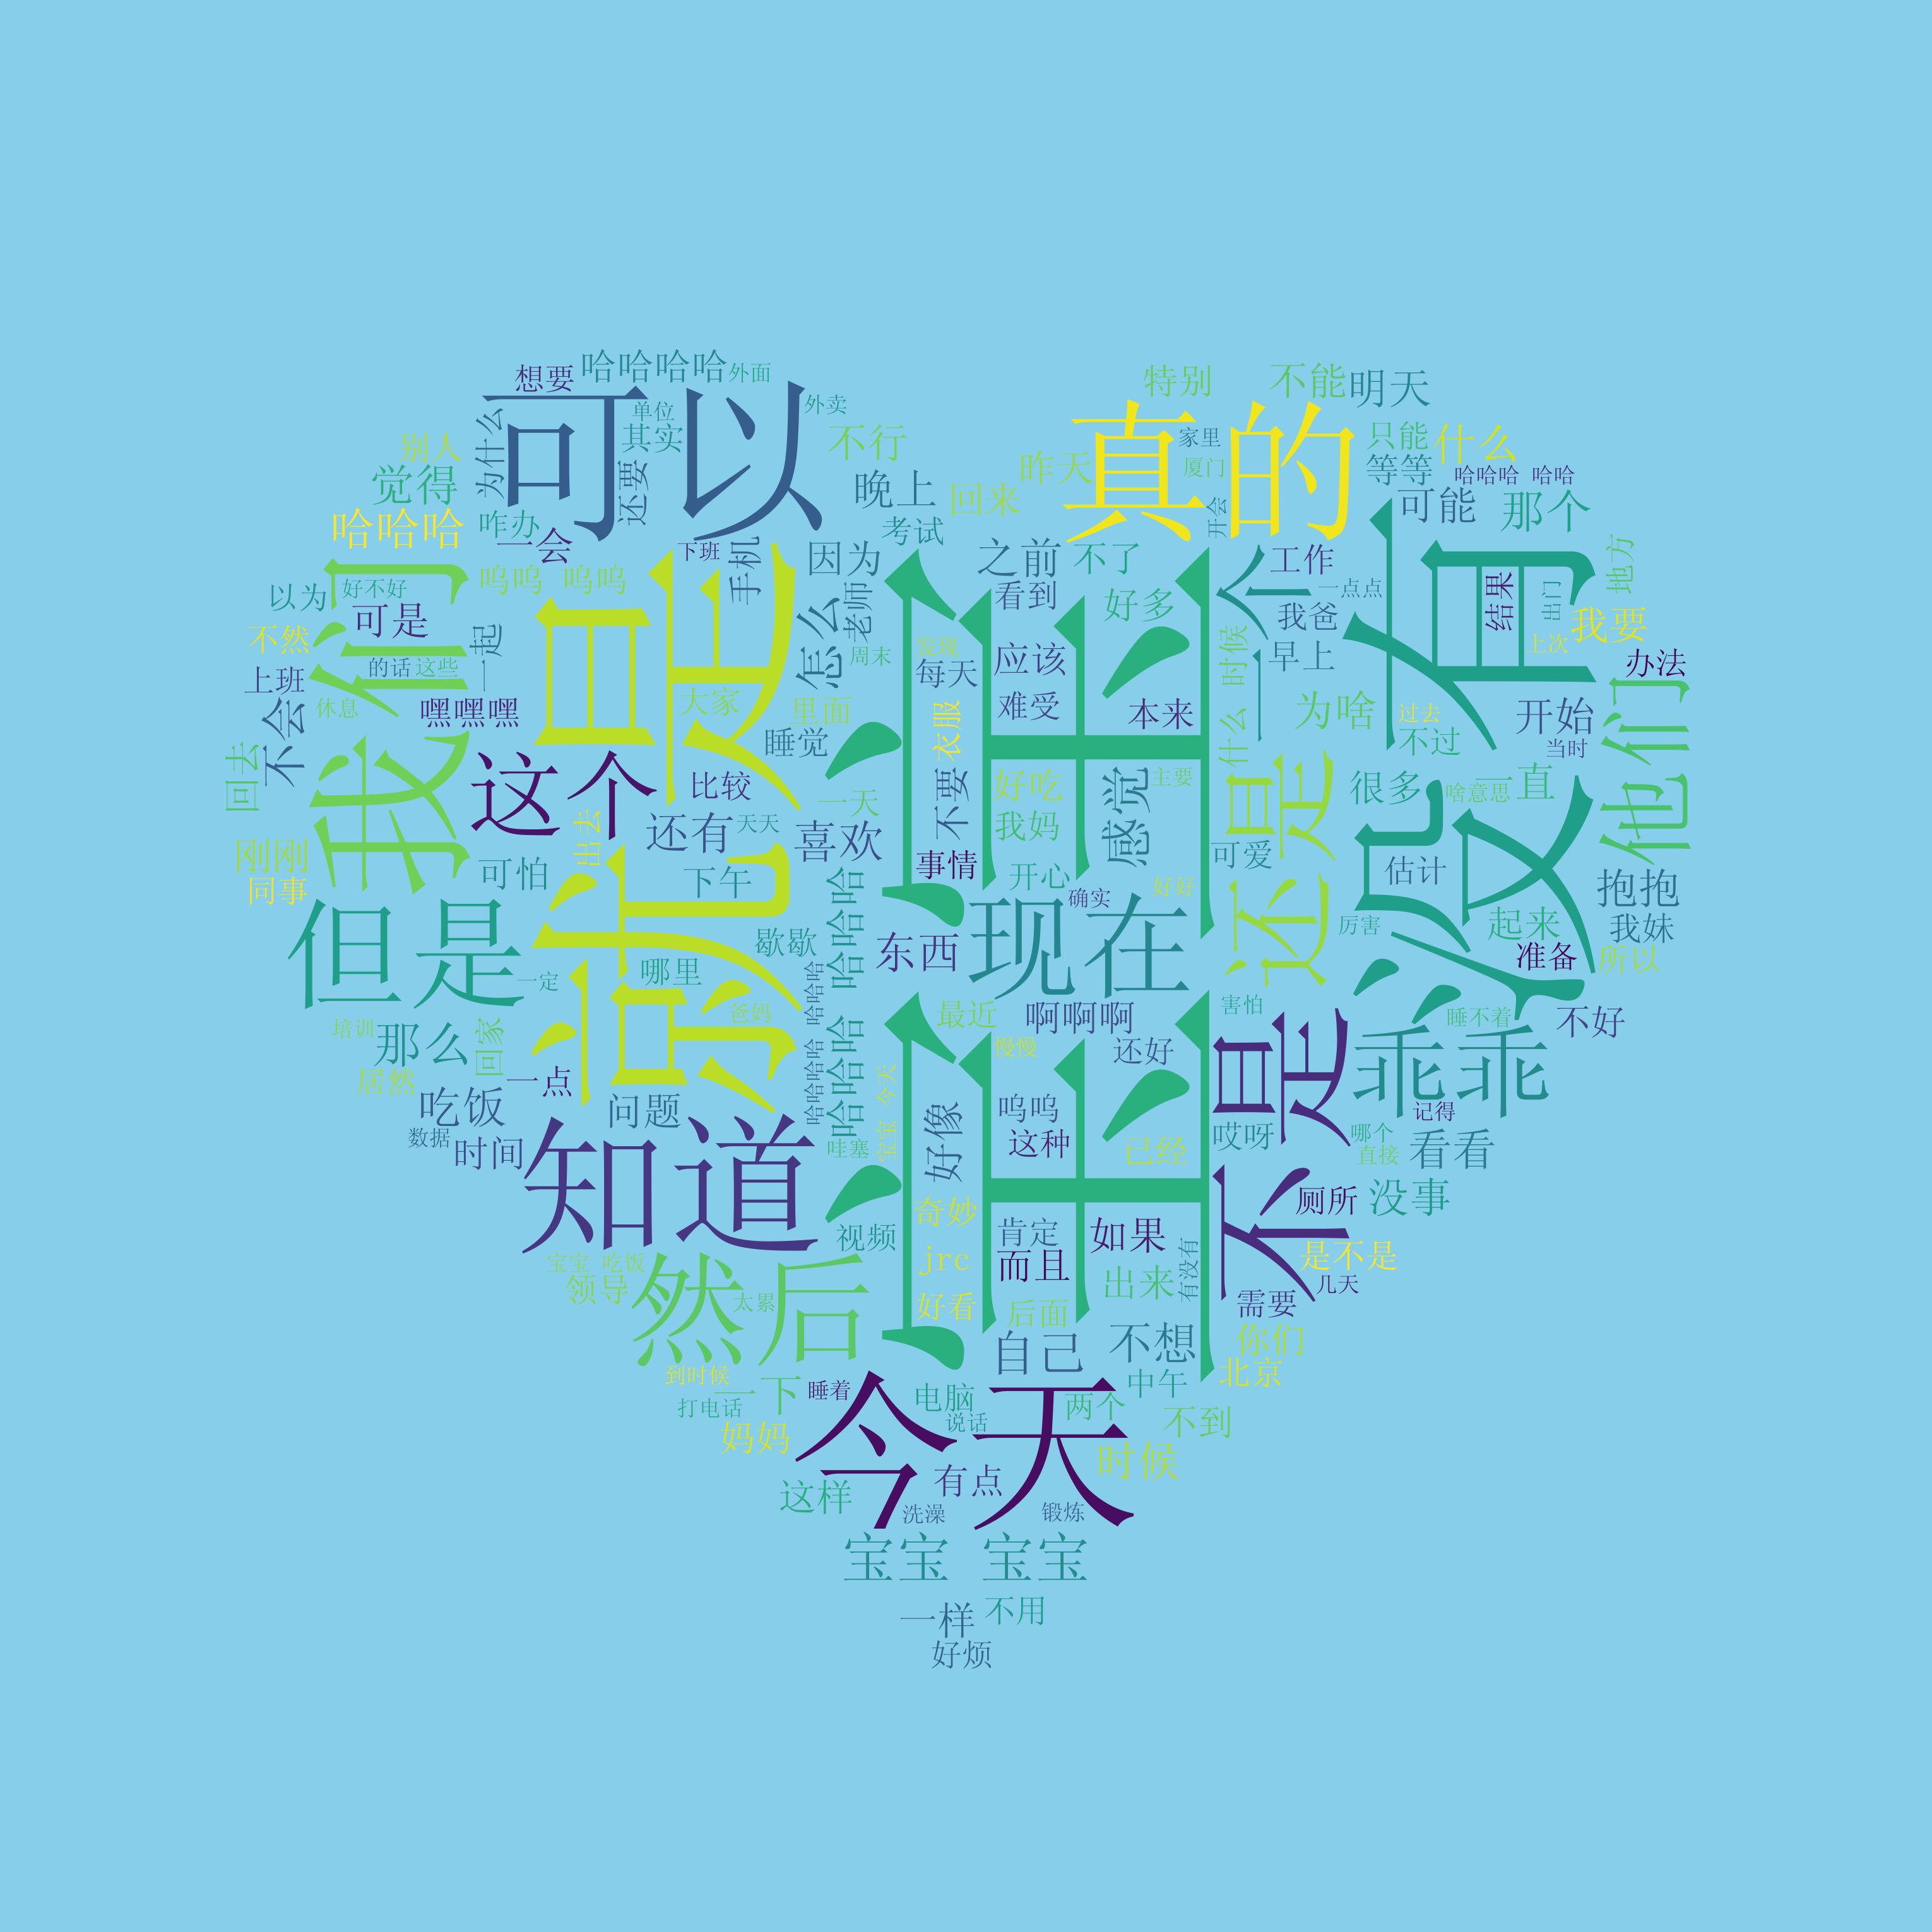 哈哈哈哈
想要
外面
可以
外卖
单位
其实
为什么
还要
别人
觉得
不行
晚上
特别
不能
明天
真的
家里
厦门
昨天
回来
只能
什么
等等
哈哈哈 哈哈
可能
那个
哈哈哈
咋办
一会
下班
手机
考试
因为
之前
不了
开会
一个
工作
一点点
有
没有
结果
出门
地方
我要
上次
以为
好不好
呜呜 呜呜
可是
不然
我们
一起
就是
怎么
老师
看到
好多
我爸
早上
时候
办法
他们
上班
的话
这些
不会
休息
嘿嘿嘿
周末
发现
每天
应该
难受
本来
为啥
过去
不过
开始
当时
大家
里面
衣服
睡觉
什么
回去
这个
比较
一天
不要
好吃
主要
感觉
还是
很多
啥意思
一直
还有
天天
喜欢
我妈
可爱
估计
抱抱
刚刚
同事
可怕
出去
下午
事情
开心
确实
好好
厉害
起来
我妹
但是
歇歇
哈哈哈
东西
现在
准备
所以
一定
哪里
哈哈哈哈
害怕
睡不着
不好
培训
那么
回家
爸妈
最近
啊啊啊
哼哼
不是
乖乖
居然
一点
哈哈哈哈 哈哈哈哈
慢慢
还好
吃饭
问题
宝宝 今天
好像
呜呜
这种
已经
哎呀
记得
哪个
直接
看看
数据
时间
知道
哇塞
奇妙
厕所
没事
视频
肯定
如果
是不是
宝宝 吃饭
领导
然后
太累
jrc
而且
出来
有没有
需要
几天
好看
后面
自己
不想
你们
北京
到时候
打电话
一下
睡着
今天
电脑
说话
两个
中午
不到
妈妈
时候
这样
有点
洗澡
锻炼
宝宝 宝宝
一样
不用
好烦